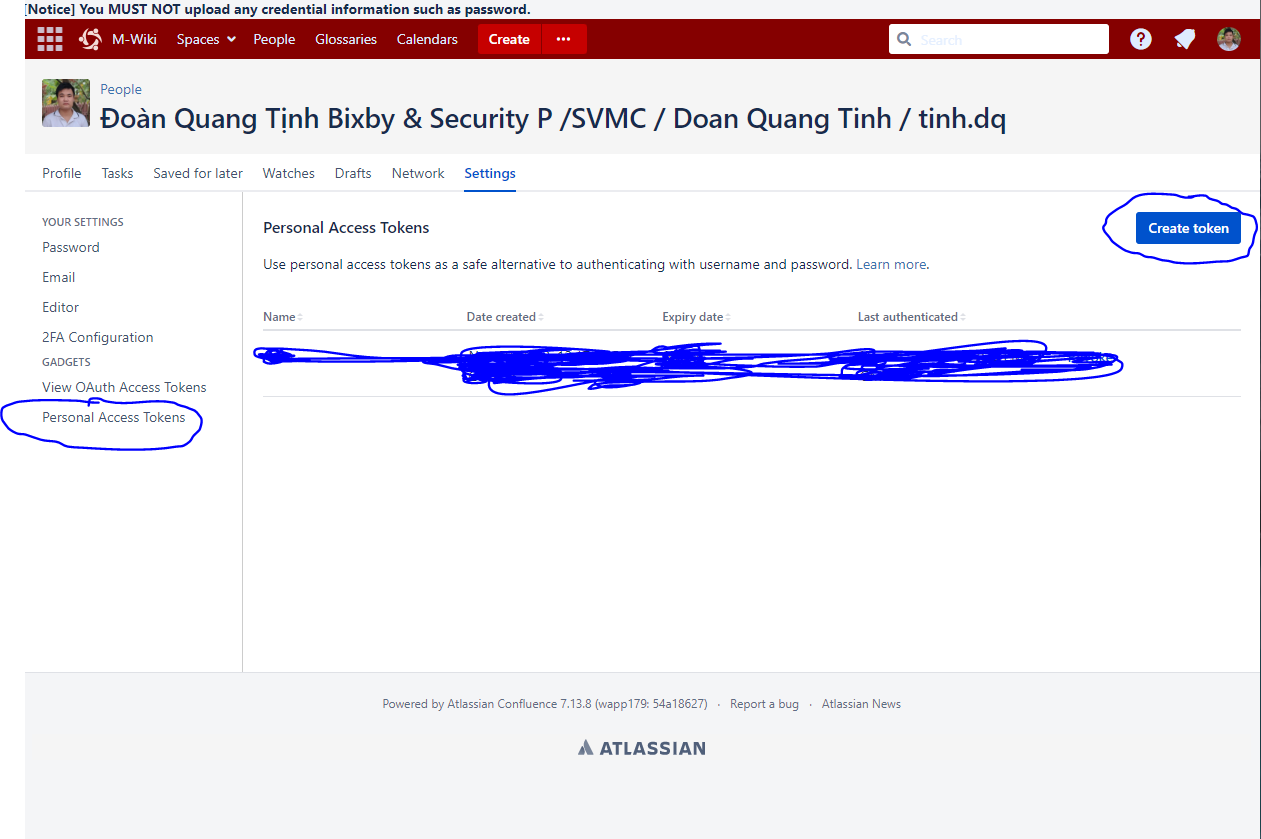 [Notice] You MUST NOT upload any credential information such as password.
M-Wiki Spaces People Glossaries Calendars Create ··· Search ?
People
Đoàn Quang Tịnh Bixby & Security P /SVMC / Doan Quang Tinh / tinh.dq
Profile Tasks Saved for later Watches Drafts Network Settings
YOUR SETTINGS
Password
Email
Editor
2FA Configuration
GADGETS
View OAuth Access Tokens
Personal Access Tokens
Personal Access Tokens
Create token
Use personal access tokens as a safe alternative to authenticating with username and password. Learn more.
Name Date created Expiry date Last authenticated
Powered by Atlassian Confluence 7.13.8 (wapp179: 54a18627) · Report a bug · Atlassian News
ATLASSIAN